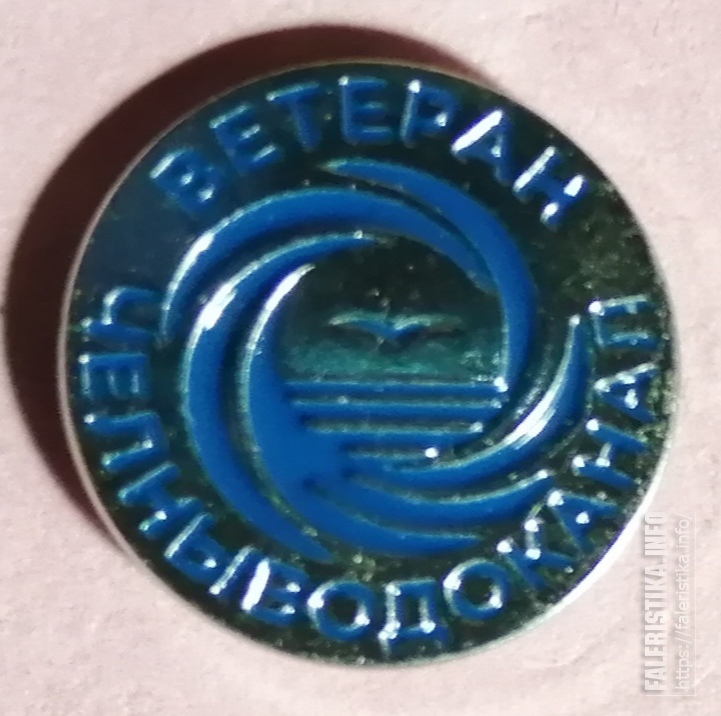 ВЕТЕРАН
ЧЕЛНЫВОДОКАНАЛ
FALERISTIKA.INFO
https://faleristika.info/